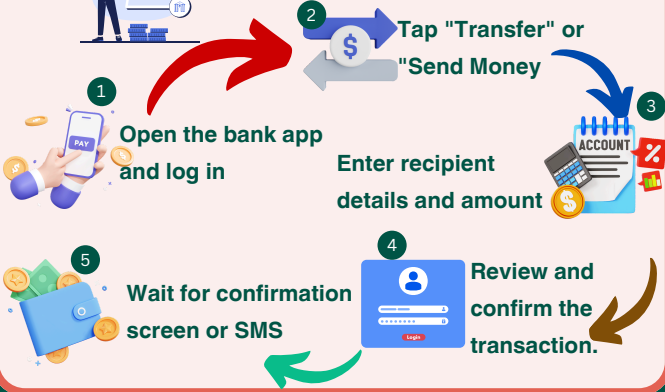 1
PAY
Open the bank app
and log in
2
$
Tap "Transfer" or
"Send Money
3
ACCOUNT
%
$
Enter recipient
details and amount
4
Login
Review and
confirm the
transaction.
5
Wait for confirmation
screen or SMS